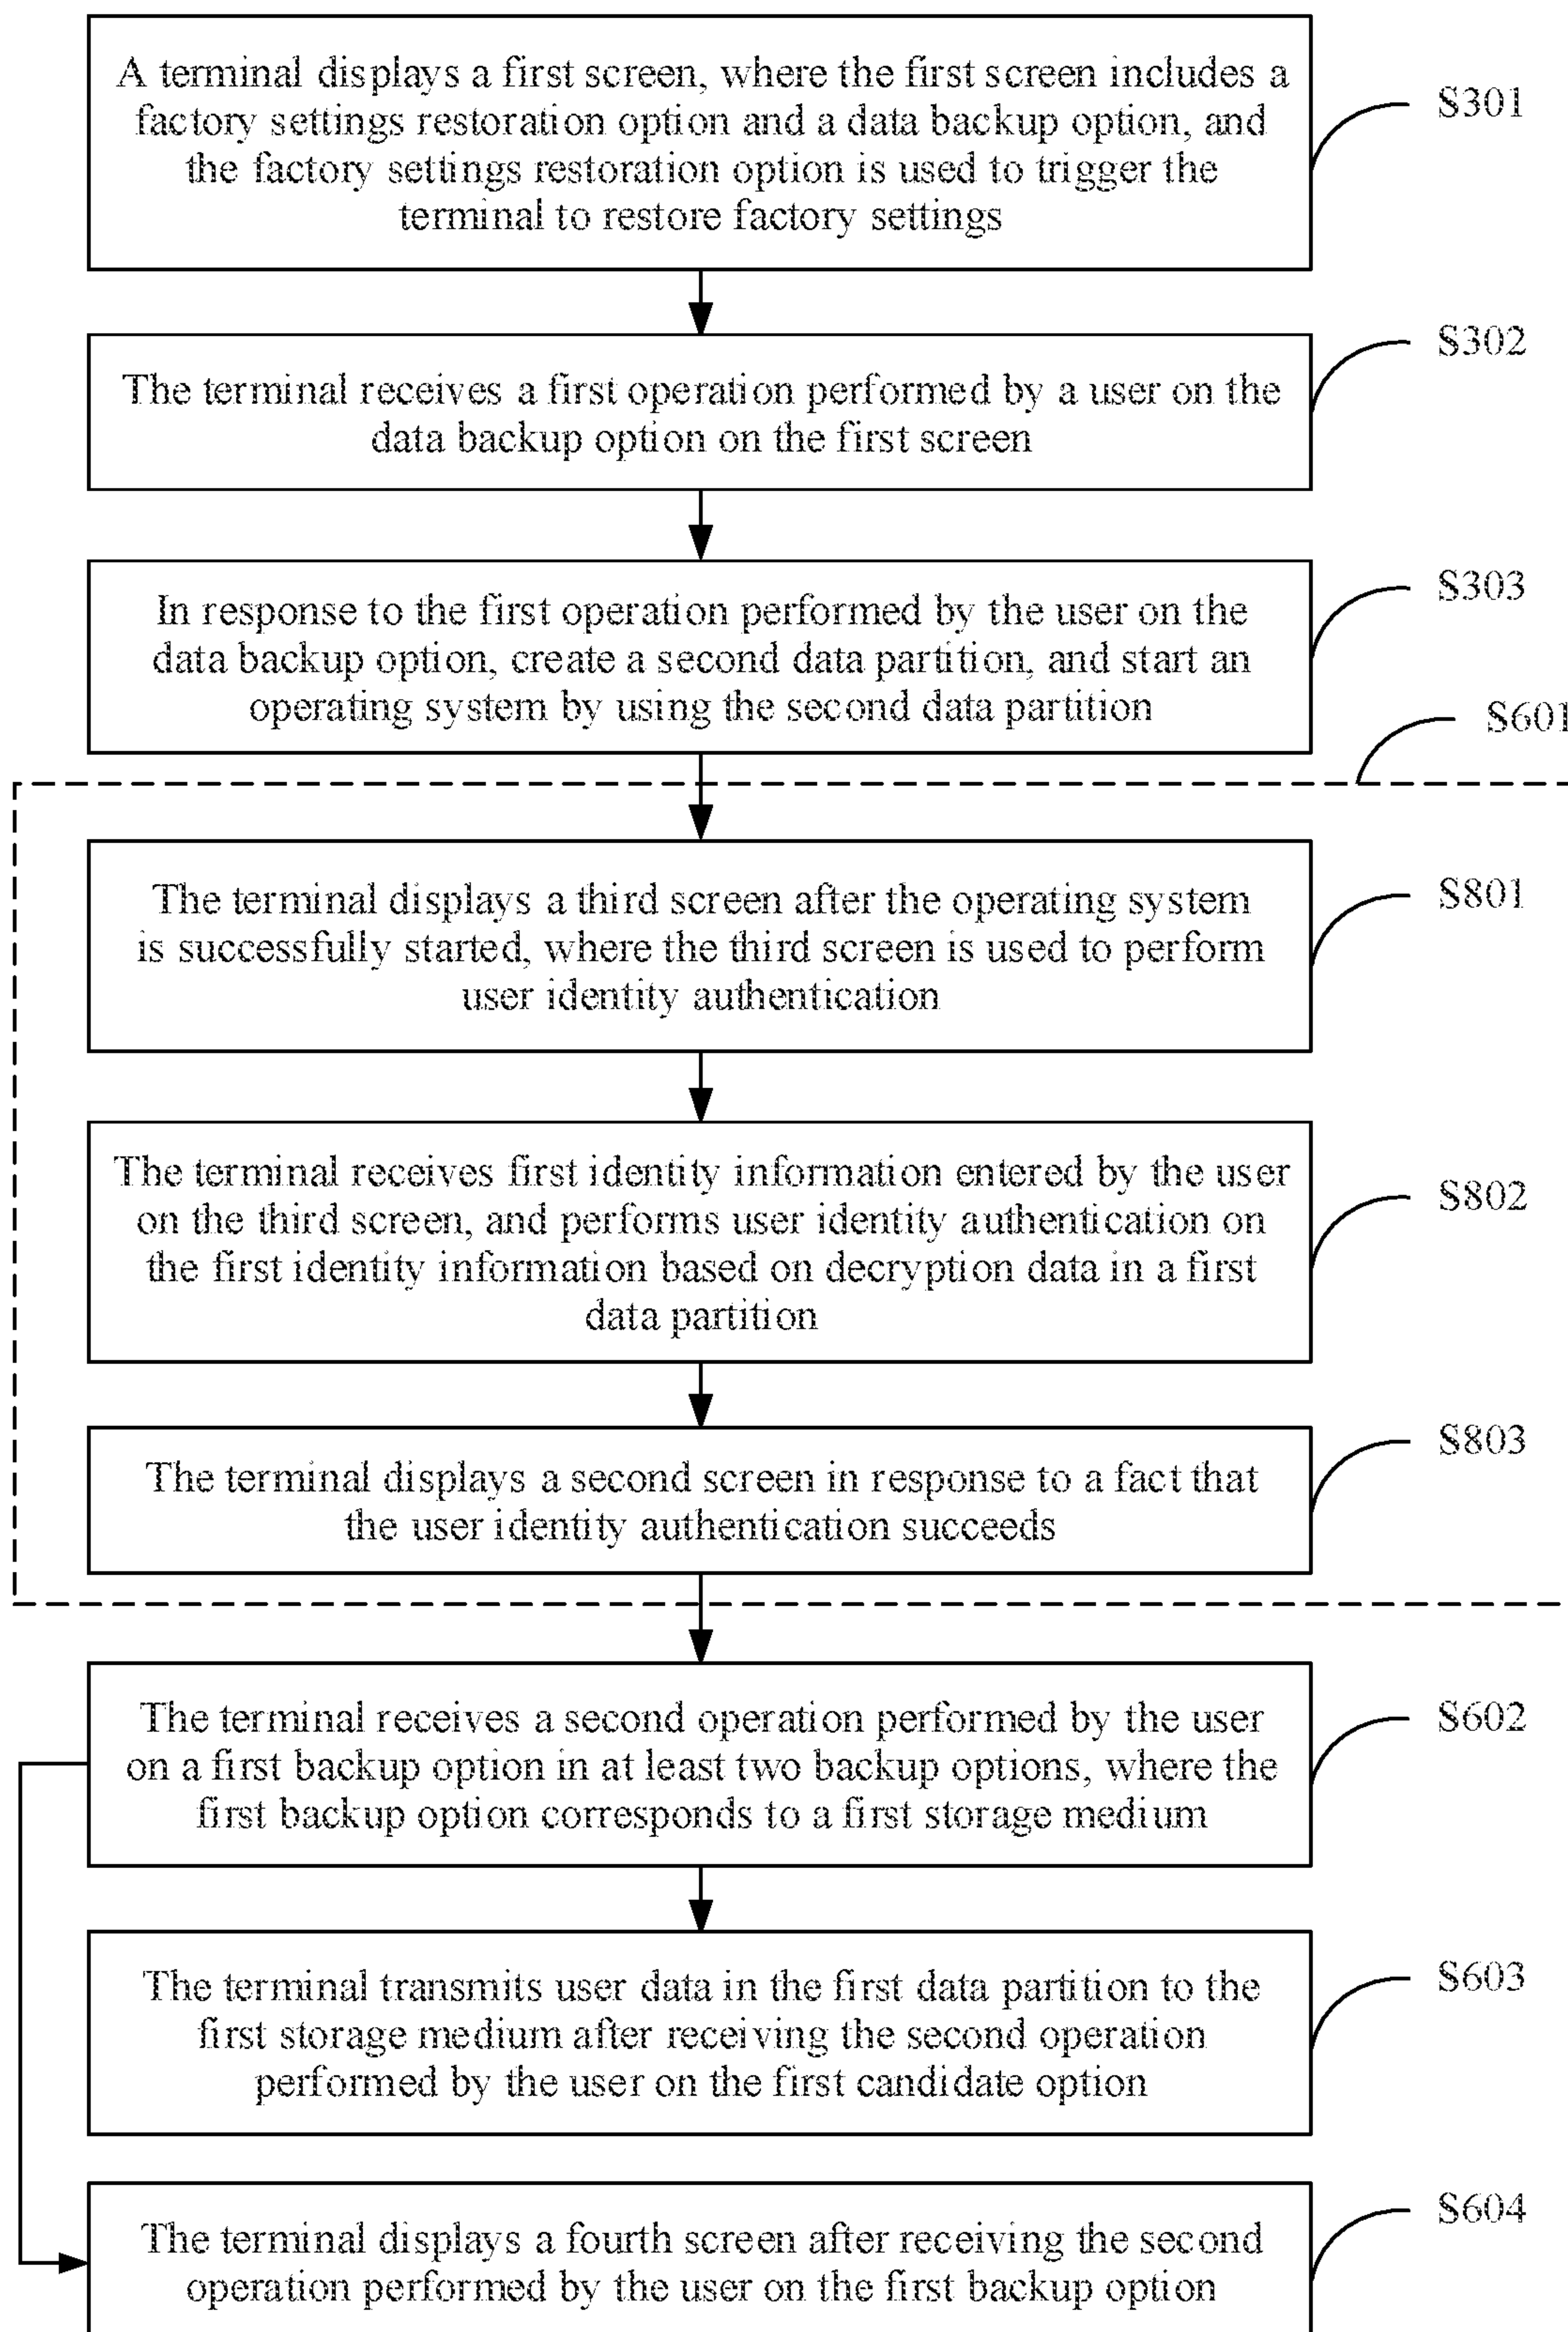 A terminal displays a first screen, where the first screen includes a
factory settings restoration option and a data backup option, and
the factory settings restoration option is used to trigger the
terminal to restore factory settings
S301
The terminal receives a first operation performed by a user on the
data backup option on the first screen
S302
In response to the first operation performed by the user on the
data backup option, create a second data partition, and start an
operating system by using the second data partition
S303
S601
The terminal displays a third screen after the operating system
is successfully started, where the third screen is used to perform
user identity authentication
S801
The terminal receives first identity information entered by the user
on the third screen, and performs user identity authentication on
the first identity information based on decryption data in a first
data partition
S802
The terminal displays a second screen in response to a fact that
the user identity authentication succeeds
S803
The terminal receives a second operation performed by the user
on a first backup option in at least two backup options, where the
first backup option corresponds to a first storage medium
S602
The terminal transmits user data in the first data partition to the
first storage medium after receiving the second operation
performed by the user on the first candidate option
S603
The terminal displays a fourth screen after receiving the second
operation performed by the user on the first backup option
S604